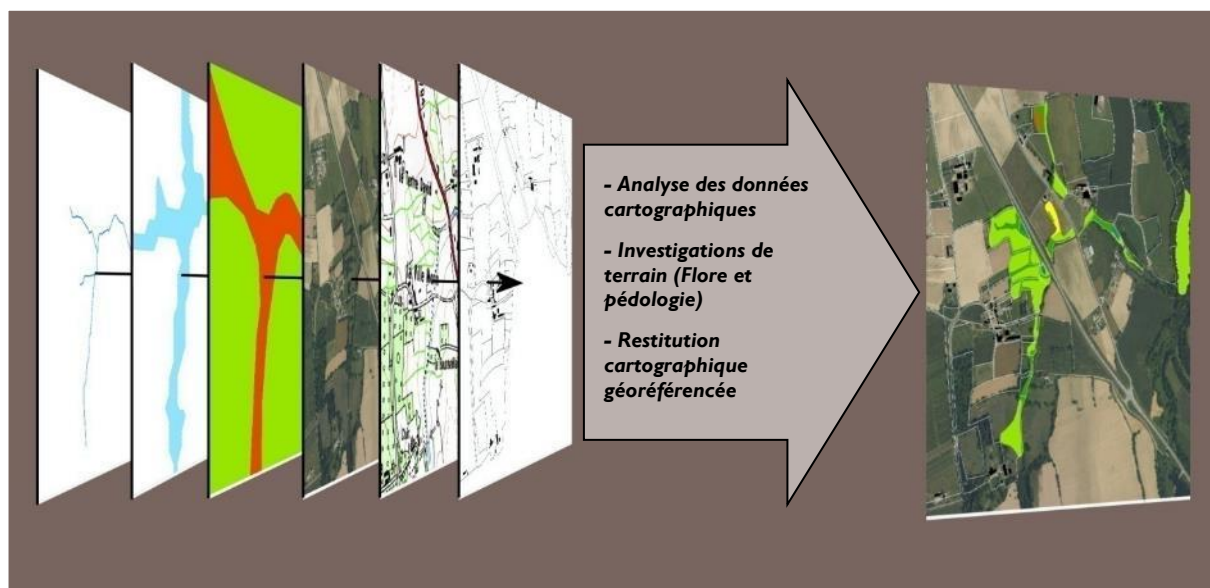 - Analyse des données
cartographiques
- Investigations de
terrain (Flore et
pédologie)
- Restitution
cartographique
géoréférencée